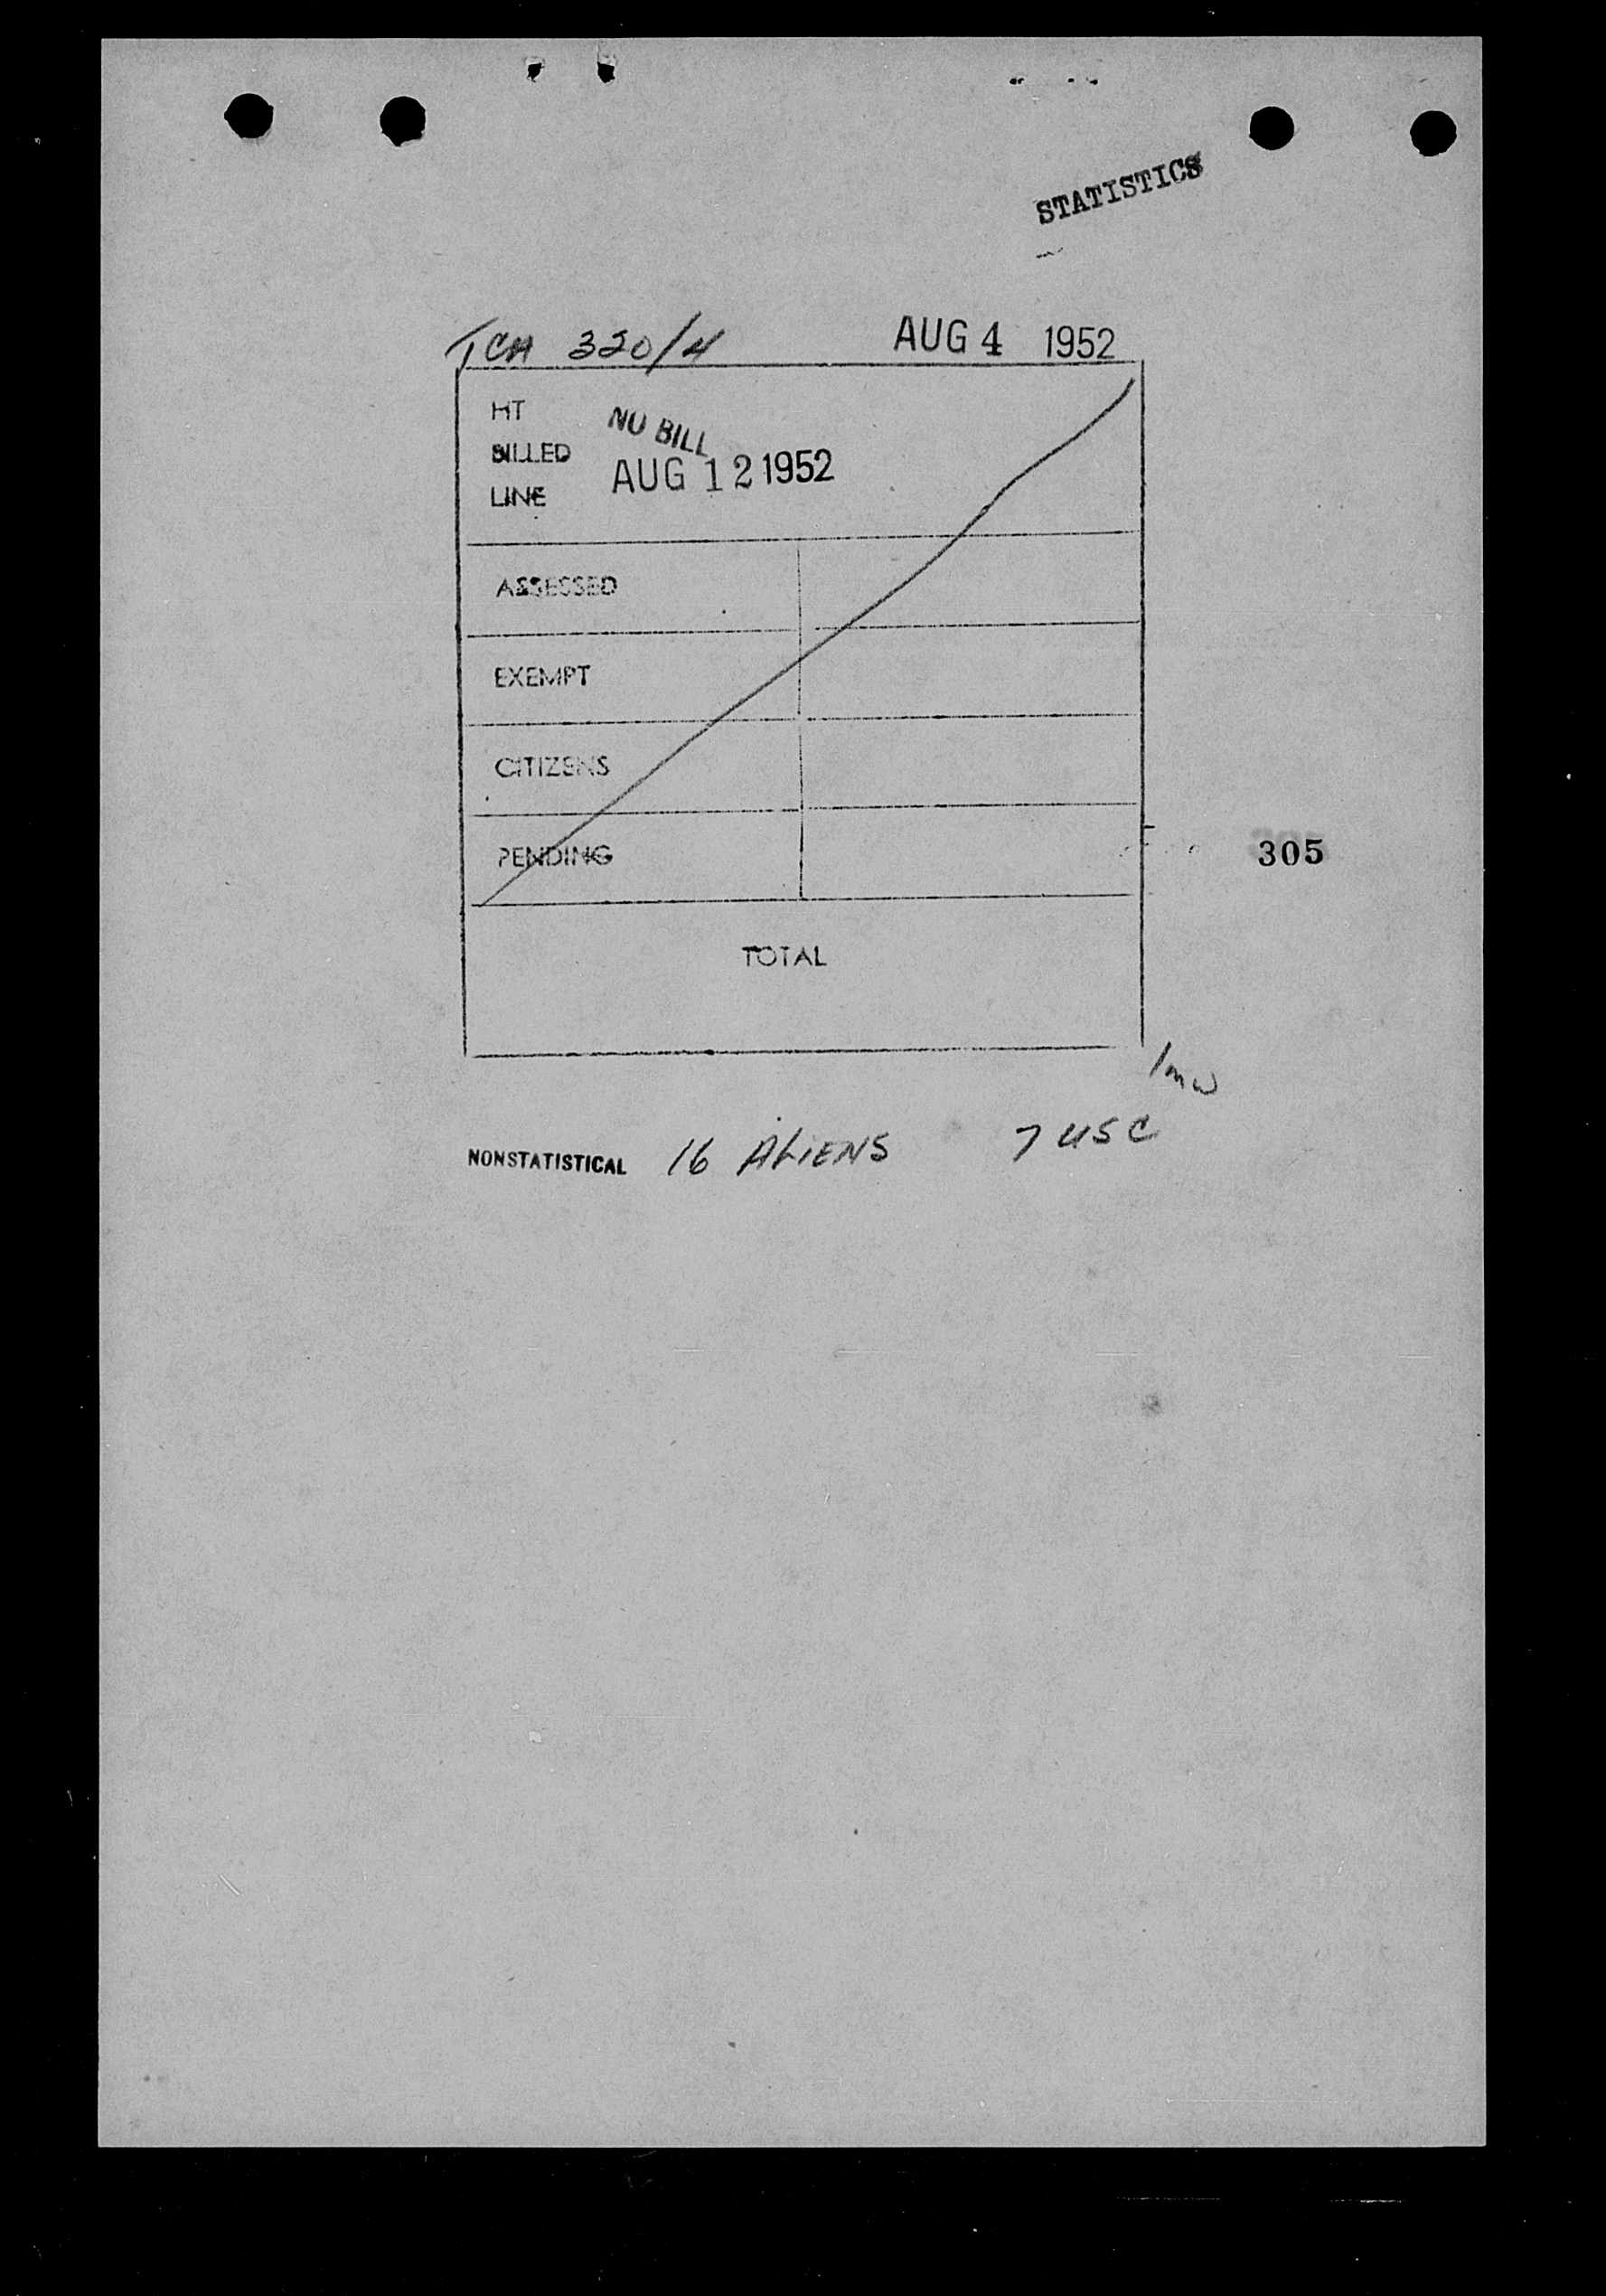 STATISTICS
TCA 320/4 AUG 4 1952
HT
NO BILL
BILLED
AUG 12 1952
LINE
ASSESSED
EXEMPT
CITIZENS
PENDING
305
TOTAL
NONSTATISTICAL 16 ALIENS 7 USC